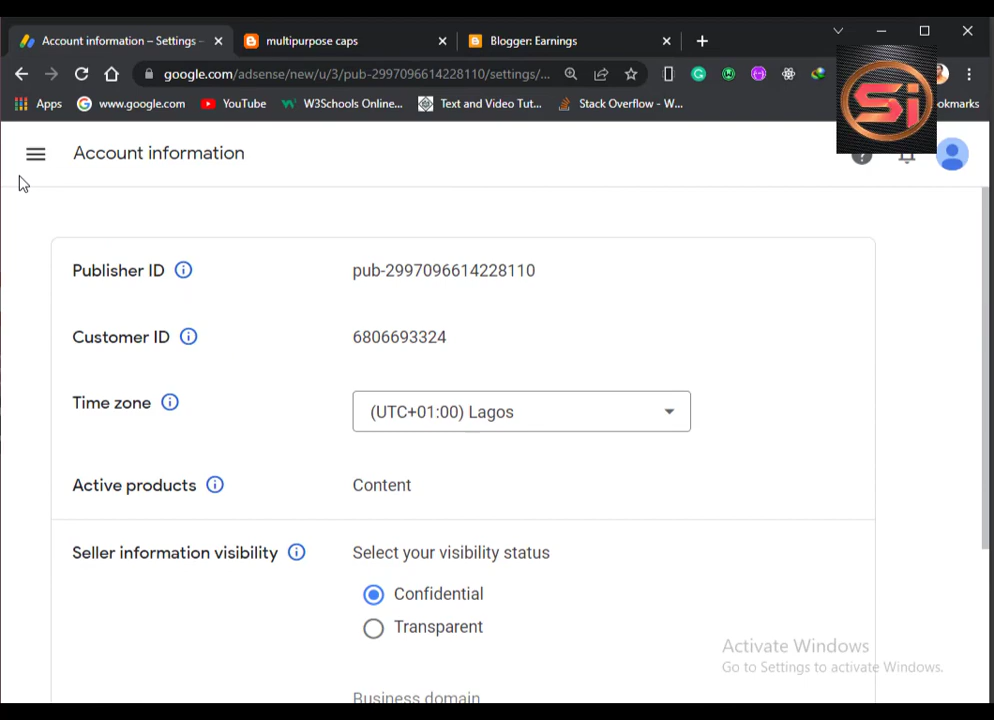 Account information – Settings –
multipurpose caps
Blogger: Earnings
google.com/adsense/new/u/3/pub-2997096614228110/settings/...
Apps
www.google.com
YouTube
W3Schools Online...
Text and Video Tut...
Stack Overflow - W...
okmarks
Si
Account information
Publisher ID
pub-2997096614228110
Customer ID
6806693324
Time zone
(UTC+01:00) Lagos
Active products
Content
Seller information visibility
Select your visibility status
Confidential
Transparent
Activate Windows
Go to Settings to activate Windows.
Business domain